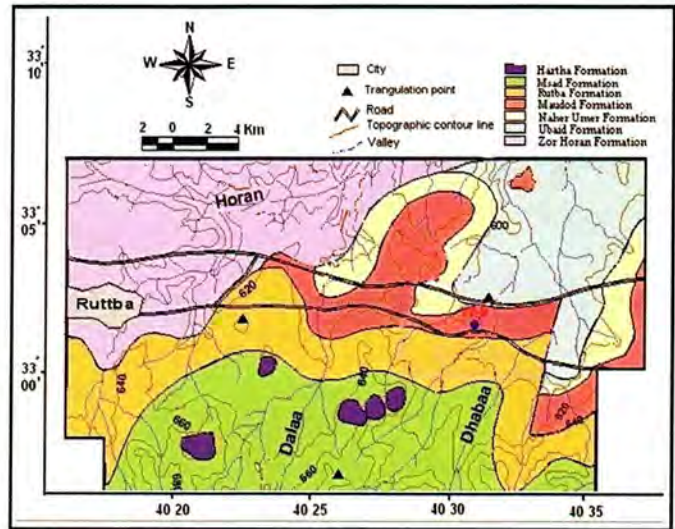 N
W E
S
2 0 2 4 Km
City
Trangulation point
Road
Topographic contour line
Valley
Hartha Formation
Msad Formation
Rutba Formation
Maudod Formation
Naher Umer Formation
Ubaid Formation
Zor Horan Formation
33° 10'
33° 05'
33° 00'
Horan
Ruttba
Dalaa
Dhabaa
600
620
640
640
660
660
620
640
40 20
40 25
40 30
40 35